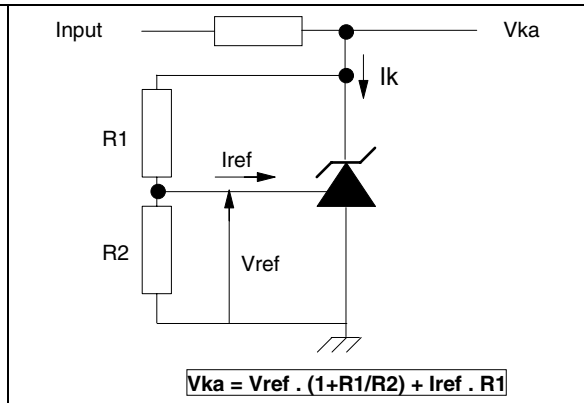 Input Vka
Ik
R1
Iref
R2
Vref
Vka = Vref . (1+R1/R2) + Iref . R1